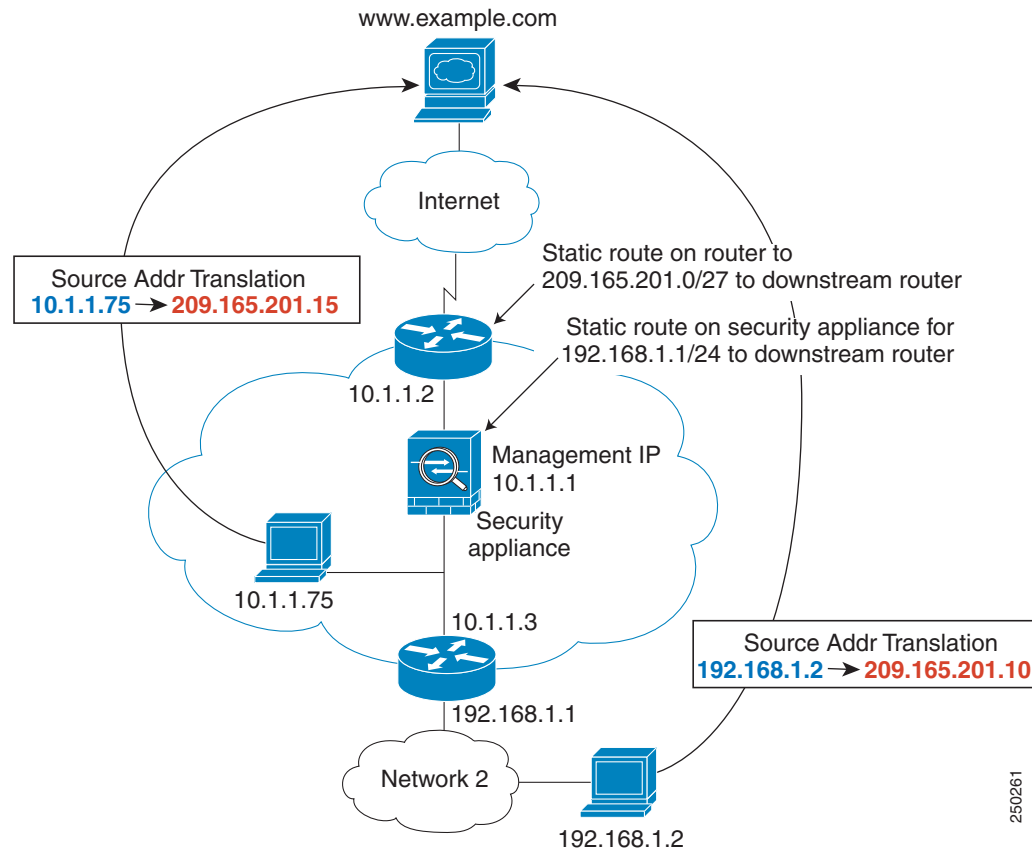 www.example.com
Internet
Static route on router to
209.165.201.0/27 to downstream router
Source Addr Translation
10.1.1.75 → 209.165.201.15
Static route on security appliance for
192.168.1.1/24 to downstream router
10.1.1.2
Management IP
10.1.1.1
Security
appliance
10.1.1.75
10.1.1.3
Source Addr Translation
192.168.1.2 → 209.165.201.10
192.168.1.1
Network 2
192.168.1.2
250261